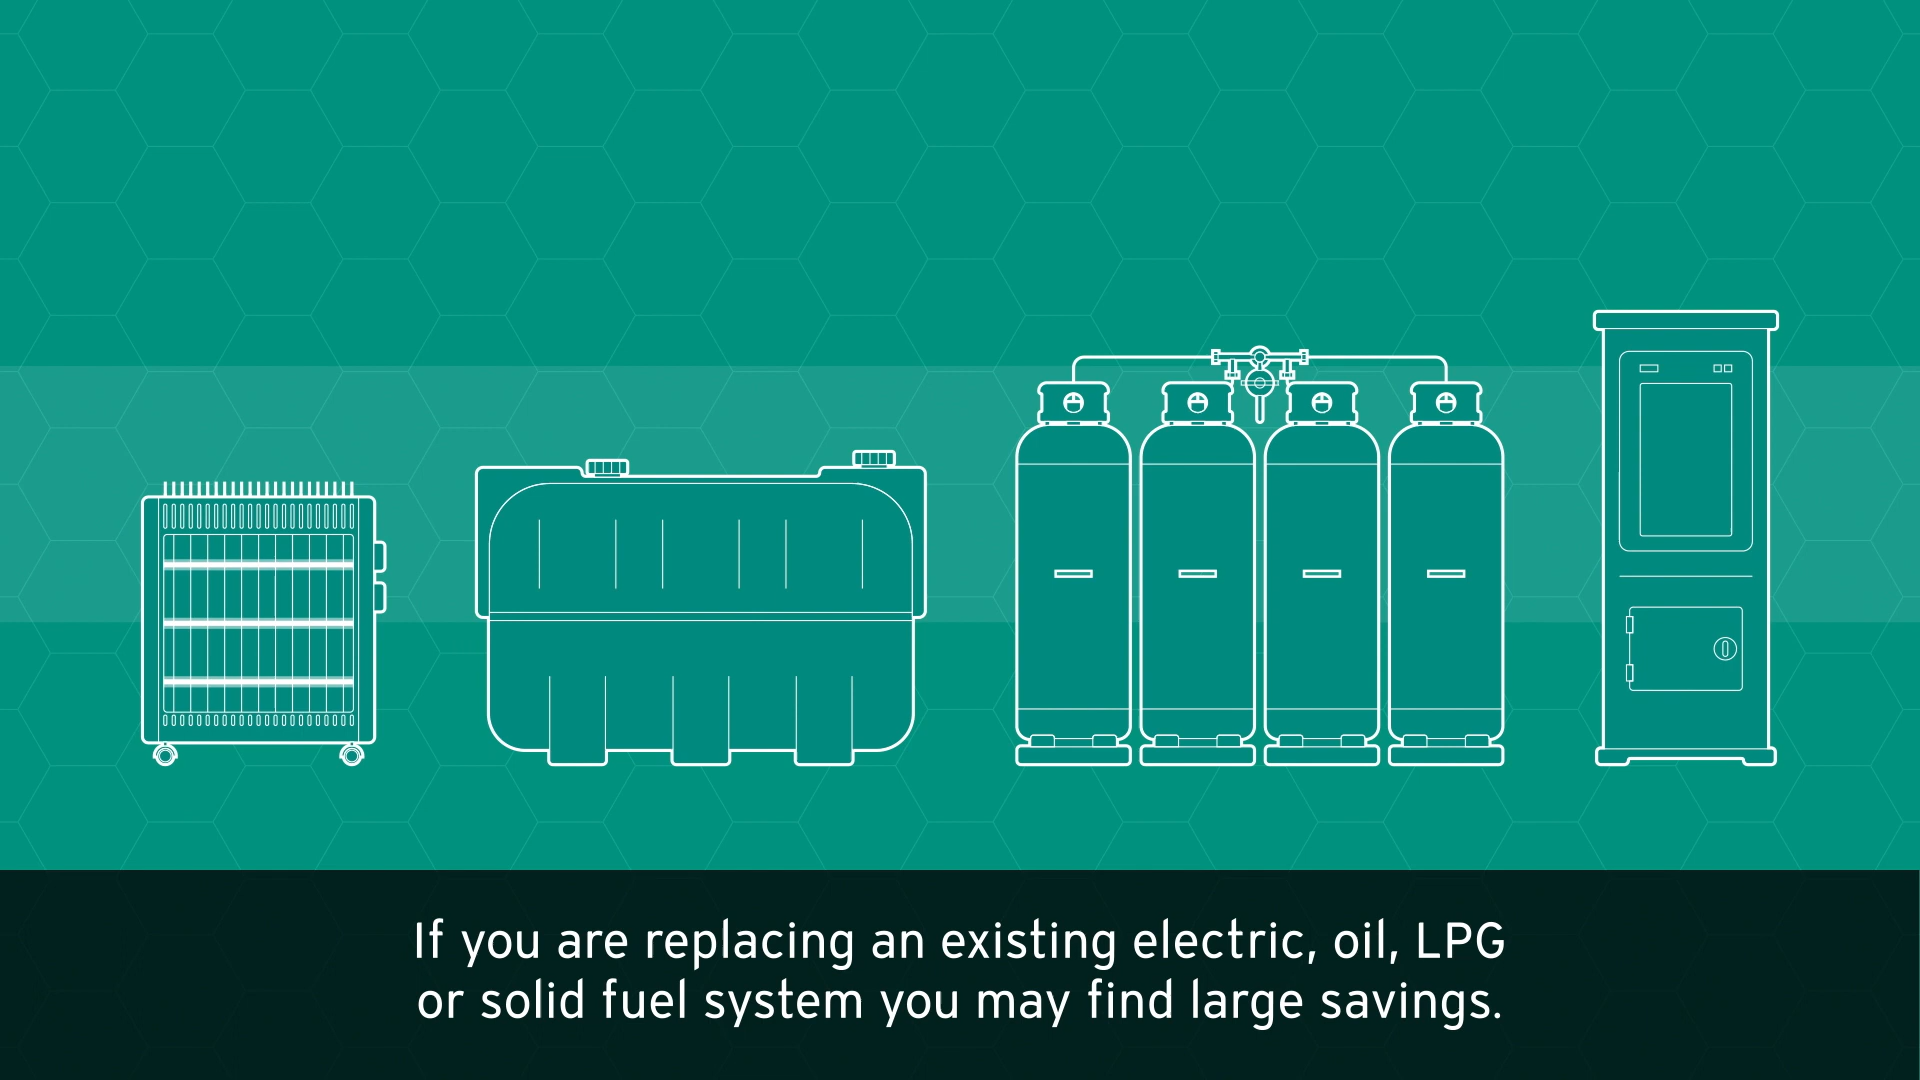 If you are replacing an existing electric, oil, LPG
or solid fuel system you may find large savings.